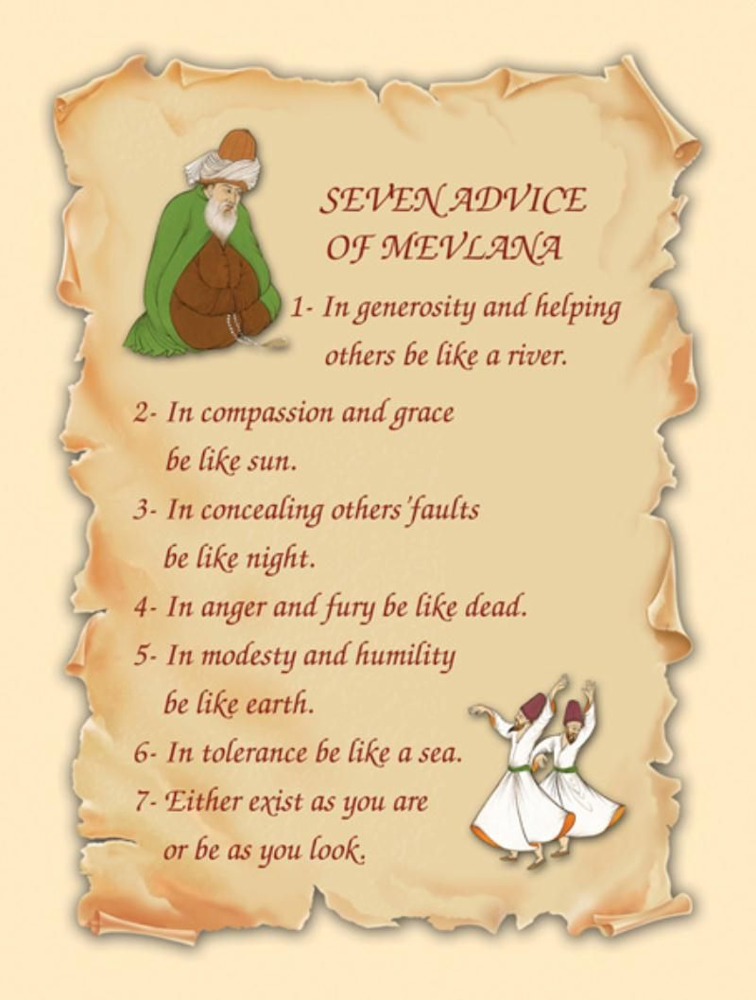 SEVEN ADVICE
OF MEVLANA
1- In generosity and helping
others be like a river.
2- In compassion and grace
be like sun.
3- In concealing others'faults
be like night.
4- In anger and fury be like dead.
5- In modesty and humility
be like earth.
6- In tolerance be like a sea.
7- Either exist as you are
or be as you look.